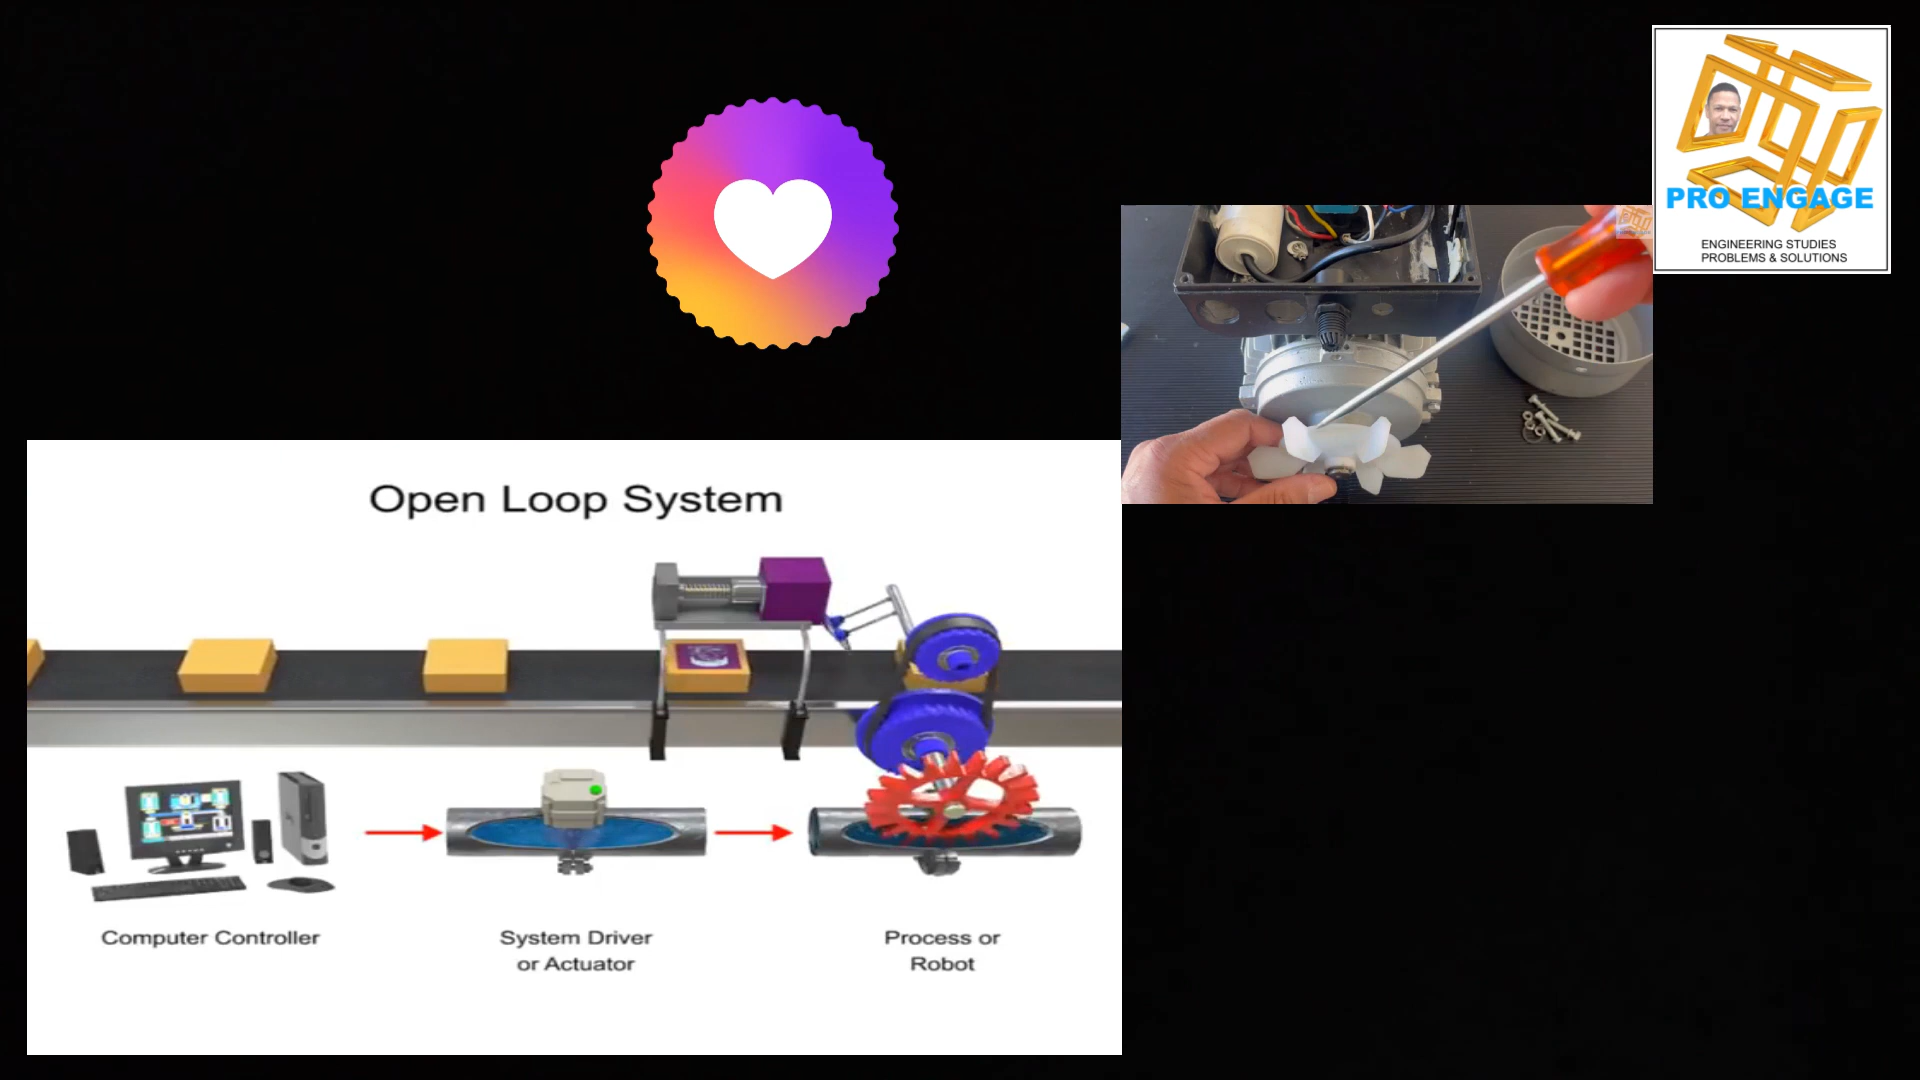 PRO ENGAGE
ENGINEERING STUDIES
PROBLEMS & SOLUTIONS
Open Loop System
Computer Controller
System Driver
or Actuator
Process or
Robot